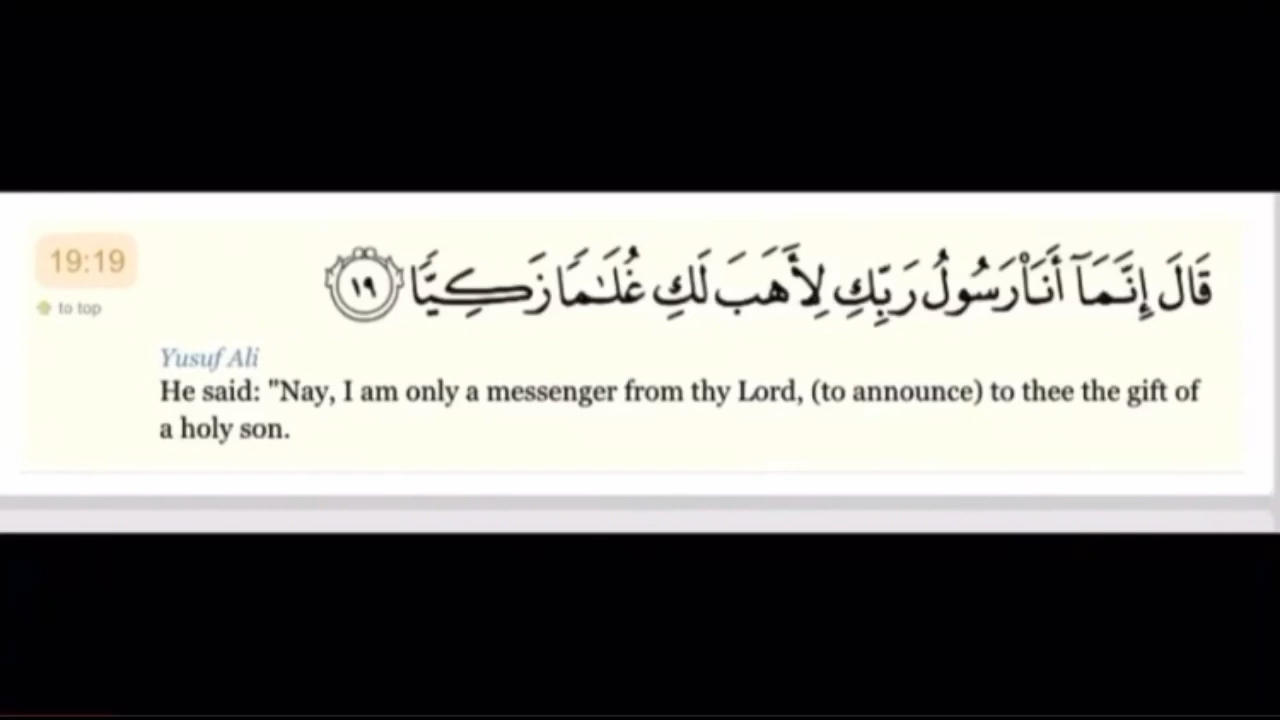 19:19
to top
قَالَ إِنَّمَآ أَنَا۠ رَسُولُ رَبِّكِ لِأَهَبَ لَكِ غُلَـٰمًا زَكِيًّا ١٩
Yusuf Ali
He said: "Nay, I am only a messenger from thy Lord, (to announce) to thee the gift of
a holy son.